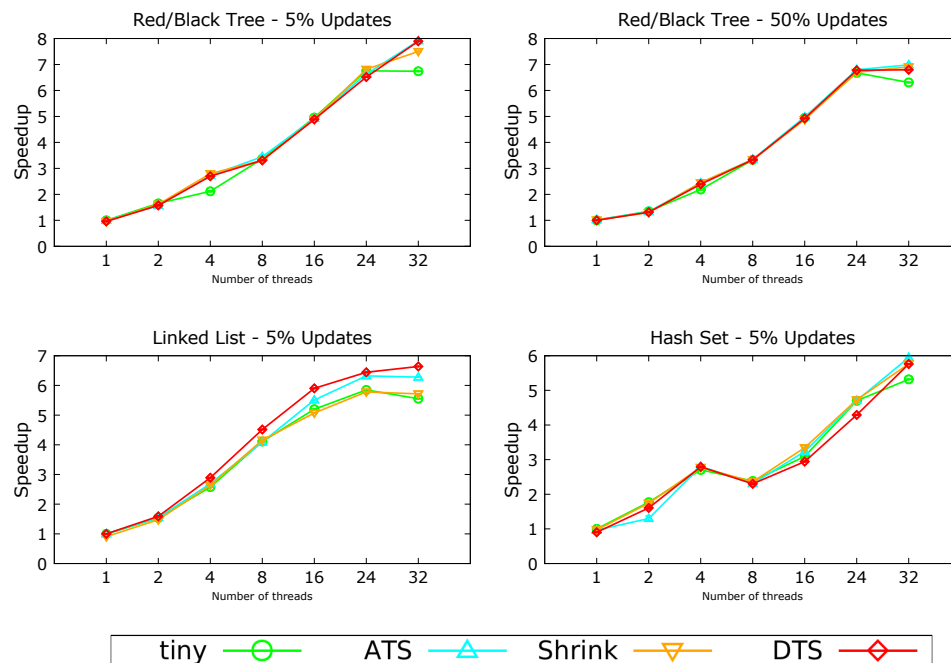 Red/Black Tree - 5% Updates
Speedup
8
7
6
5
4
3
2
1
0
1 2 4 8 16 24 32
Number of threads
Red/Black Tree - 50% Updates
Speedup
8
7
6
5
4
3
2
1
0
1 2 4 8 16 24 32
Number of threads
Linked List - 5% Updates
Speedup
7
6
5
4
3
2
1
0
1 2 4 8 16 24 32
Number of threads
Hash Set - 5% Updates
Speedup
6
5
4
3
2
1
0
1 2 4 8 16 24 32
Number of threads
tiny ATS Shrink DTS